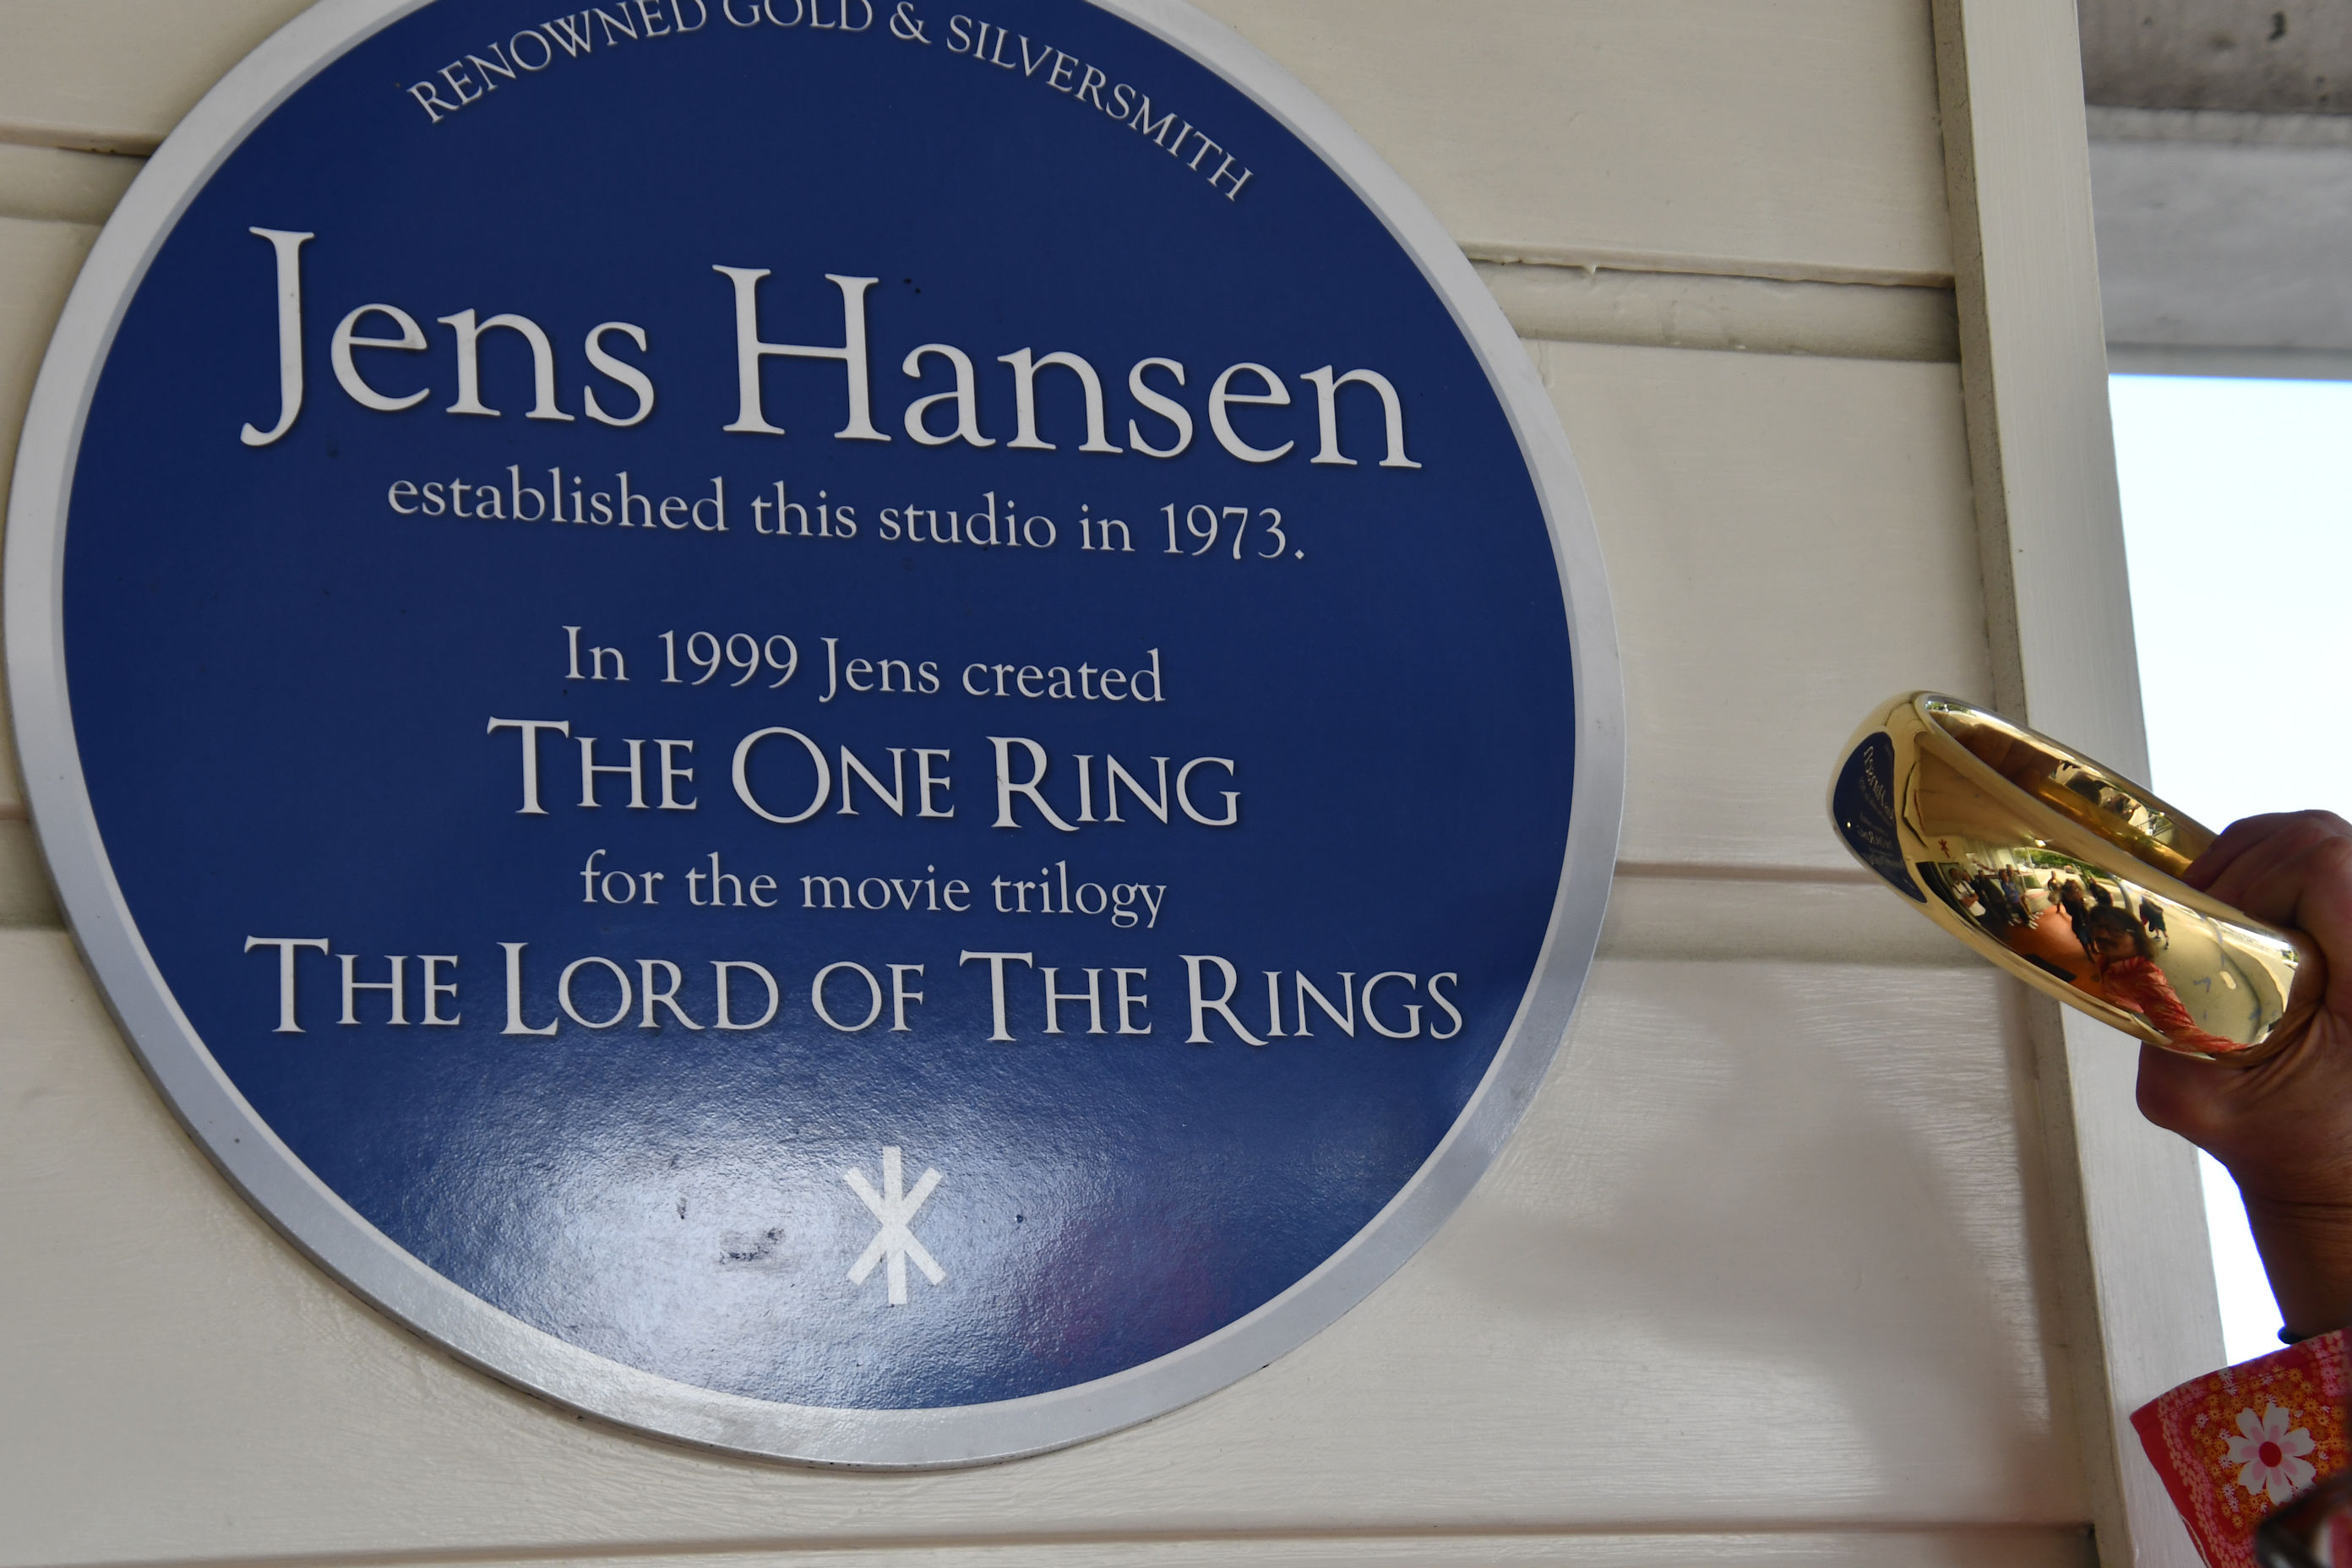 RENOWNED GOLD & SILVERSMITH
Jens Hansen
established this studio in 1973.
In 1999 Jens created
THE ONE RING
for the movie trilogy
THE LORD OF THE RINGS